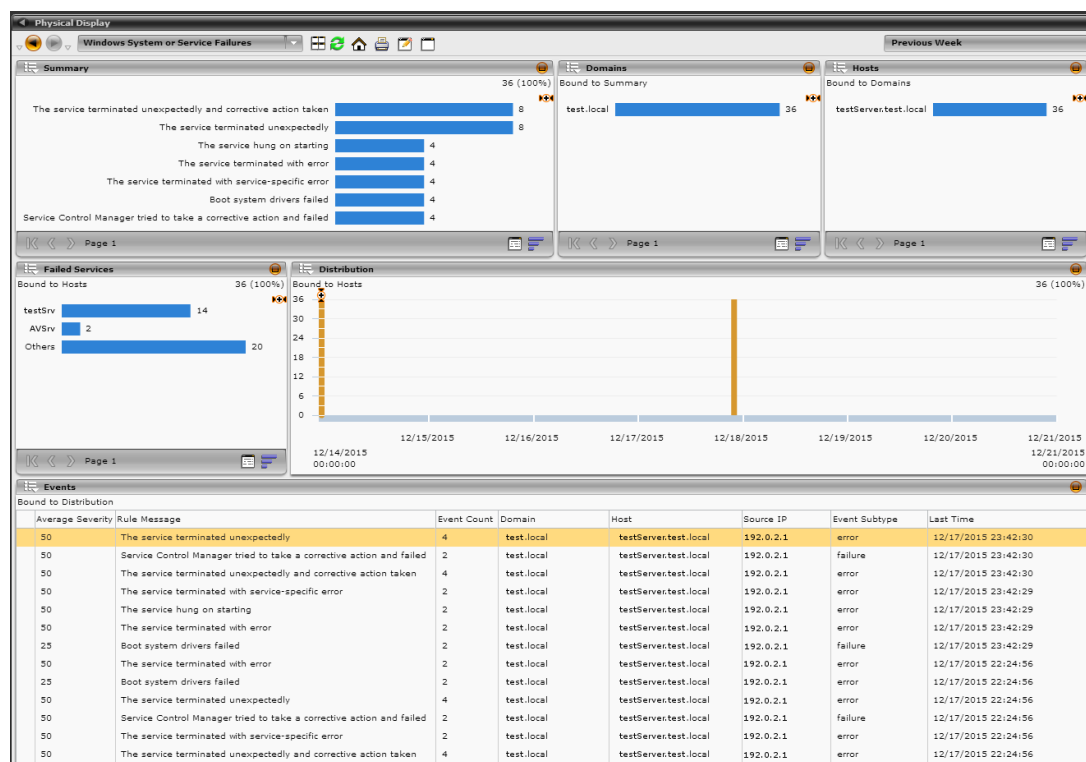 Physical Display
Windows System or Service Failures
Previous Week
Summary
36 (100%)
The service terminated unexpectedly and corrective action taken 8
The service terminated unexpectedly 8
The service hung on starting 4
The service terminated with error 4
The service terminated with service-specific error 4
Boot system drivers failed 4
Service Control Manager tried to take a corrective action and failed 4
Page 1
Domains
Bound to Summary
test.local 36
Page 1
Hosts
Bound to Domains
testServer.test.local 36
Page 1
Failed Services
Bound to Hosts 36 (100%)
testSrv 14
AVSrv 2
Others 20
Page 1
Distribution
Bound to Hosts 36 (100%)
36
30
24
18
12
6
0
12/15/2015 12/16/2015 12/17/2015 12/18/2015 12/19/2015 12/20/2015 12/21/2015
12/14/2015 12/21/2015
00:00:00 00:00:00
Events
Bound to Distribution
Average Severity Rule Message Event Count Domain Host Source IP Event Subtype Last Time
50 The service terminated unexpectedly 4 test.local testServer.test.local 192.0.2.1 error 12/17/2015 23:42:30
50 Service Control Manager tried to take a corrective action and failed 2 test.local testServer.test.local 192.0.2.1 failure 12/17/2015 23:42:30
50 The service terminated unexpectedly and corrective action taken 4 test.local testServer.test.local 192.0.2.1 error 12/17/2015 23:42:30
50 The service terminated with service-specific error 2 test.local testServer.test.local 192.0.2.1 error 12/17/2015 23:42:29
50 The service hung on starting 2 test.local testServer.test.local 192.0.2.1 error 12/17/2015 23:42:29
50 The service terminated with error 2 test.local testServer.test.local 192.0.2.1 error 12/17/2015 23:42:29
25 Boot system drivers failed 2 test.local testServer.test.local 192.0.2.1 failure 12/17/2015 23:42:29
50 The service terminated with error 2 test.local testServer.test.local 192.0.2.1 error 12/17/2015 22:24:56
25 Boot system drivers failed 2 test.local testServer.test.local 192.0.2.1 error 12/17/2015 22:24:56
50 The service terminated unexpectedly 4 test.local testServer.test.local 192.0.2.1 error 12/17/2015 22:24:56
50 Service Control Manager tried to take a corrective action and failed 2 test.local testServer.test.local 192.0.2.1 failure 12/17/2015 22:24:56
50 The service terminated with service-specific error 2 test.local testServer.test.local 192.0.2.1 error 12/17/2015 22:24:56
50 The service terminated unexpectedly and corrective action taken 4 test.local testServer.test.local 192.0.2.1 error 12/17/2015 22:24:56